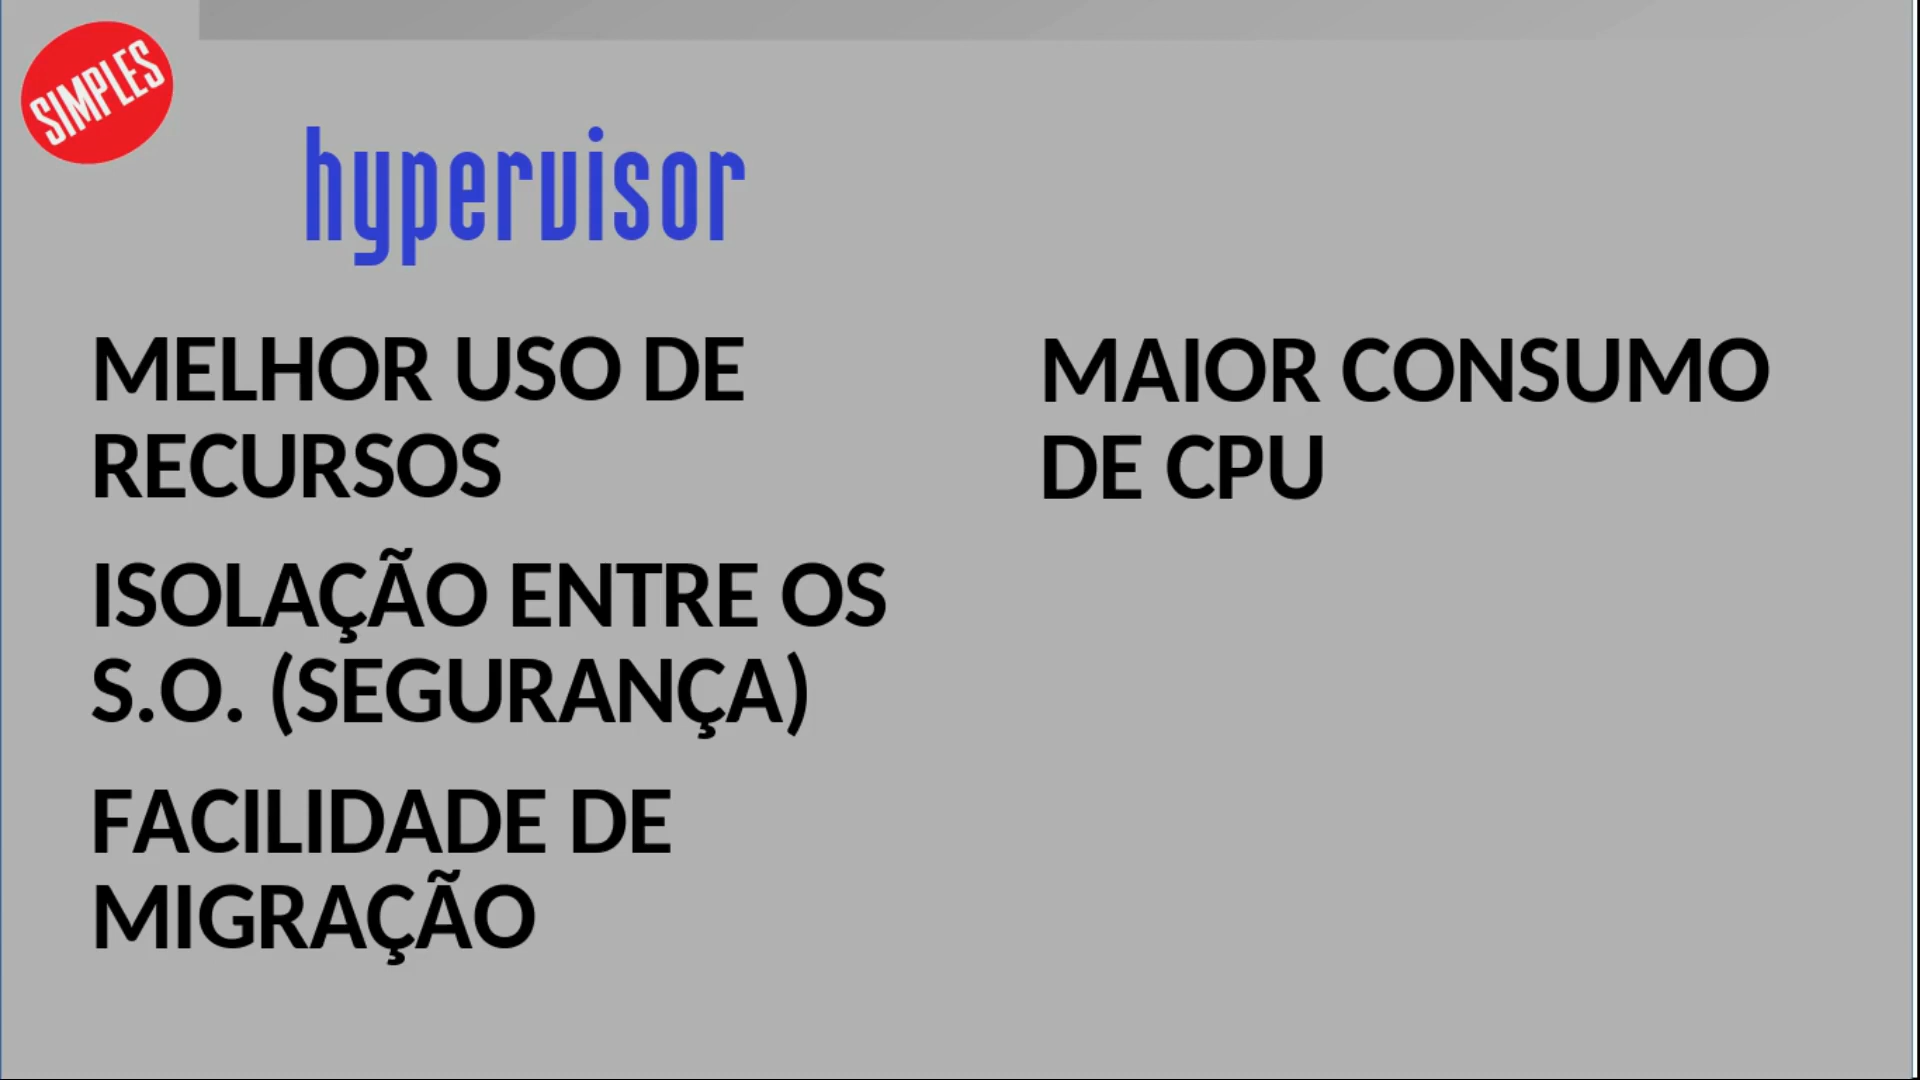 SIMPLES
hypervisor
MELHOR USO DE
RECURSOS
ISOLAÇÃO ENTRE OS
S.O. (SEGURANÇA)
FACILIDADE DE
MIGRAÇÃO
MAIOR CONSUMO
DE CPU